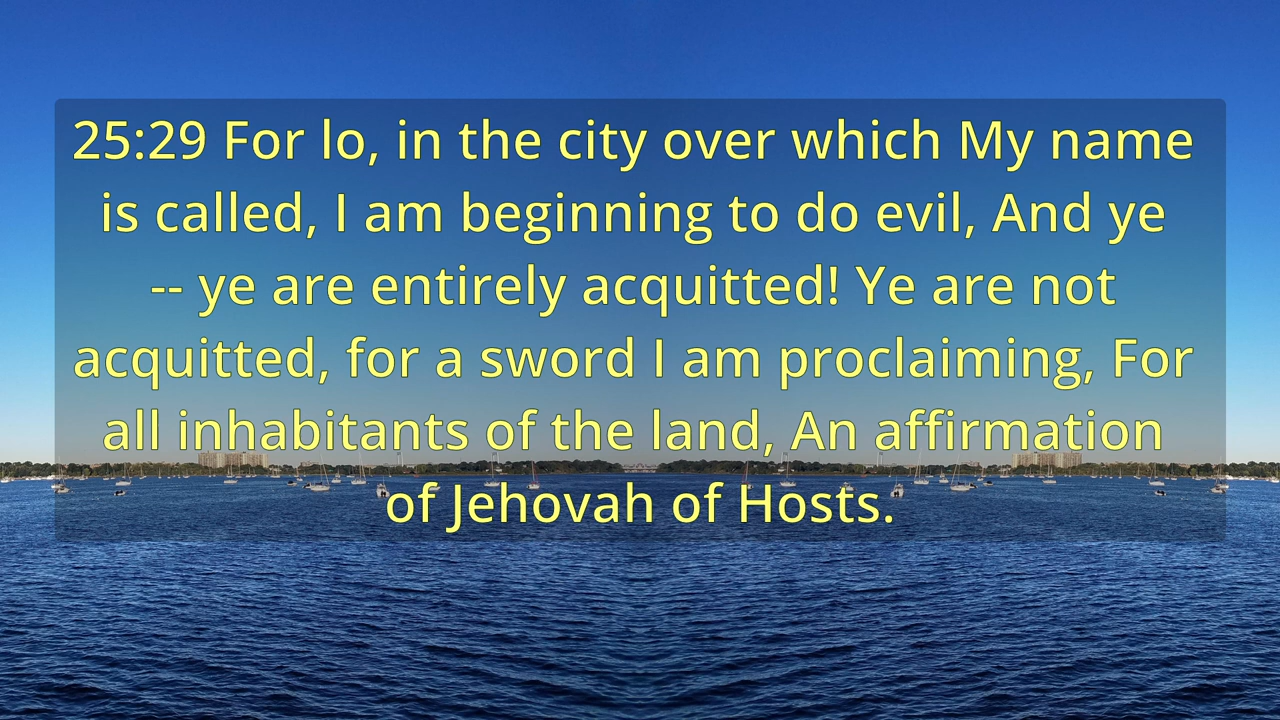 25:29 For lo, in the city over which My name
is called, I am beginning to do evil, And ye
-- ye are entirely acquitted! Ye are not
acquitted, for a sword I am proclaiming, For
all inhabitants of the land, An affirmation
of Jehovah of Hosts.